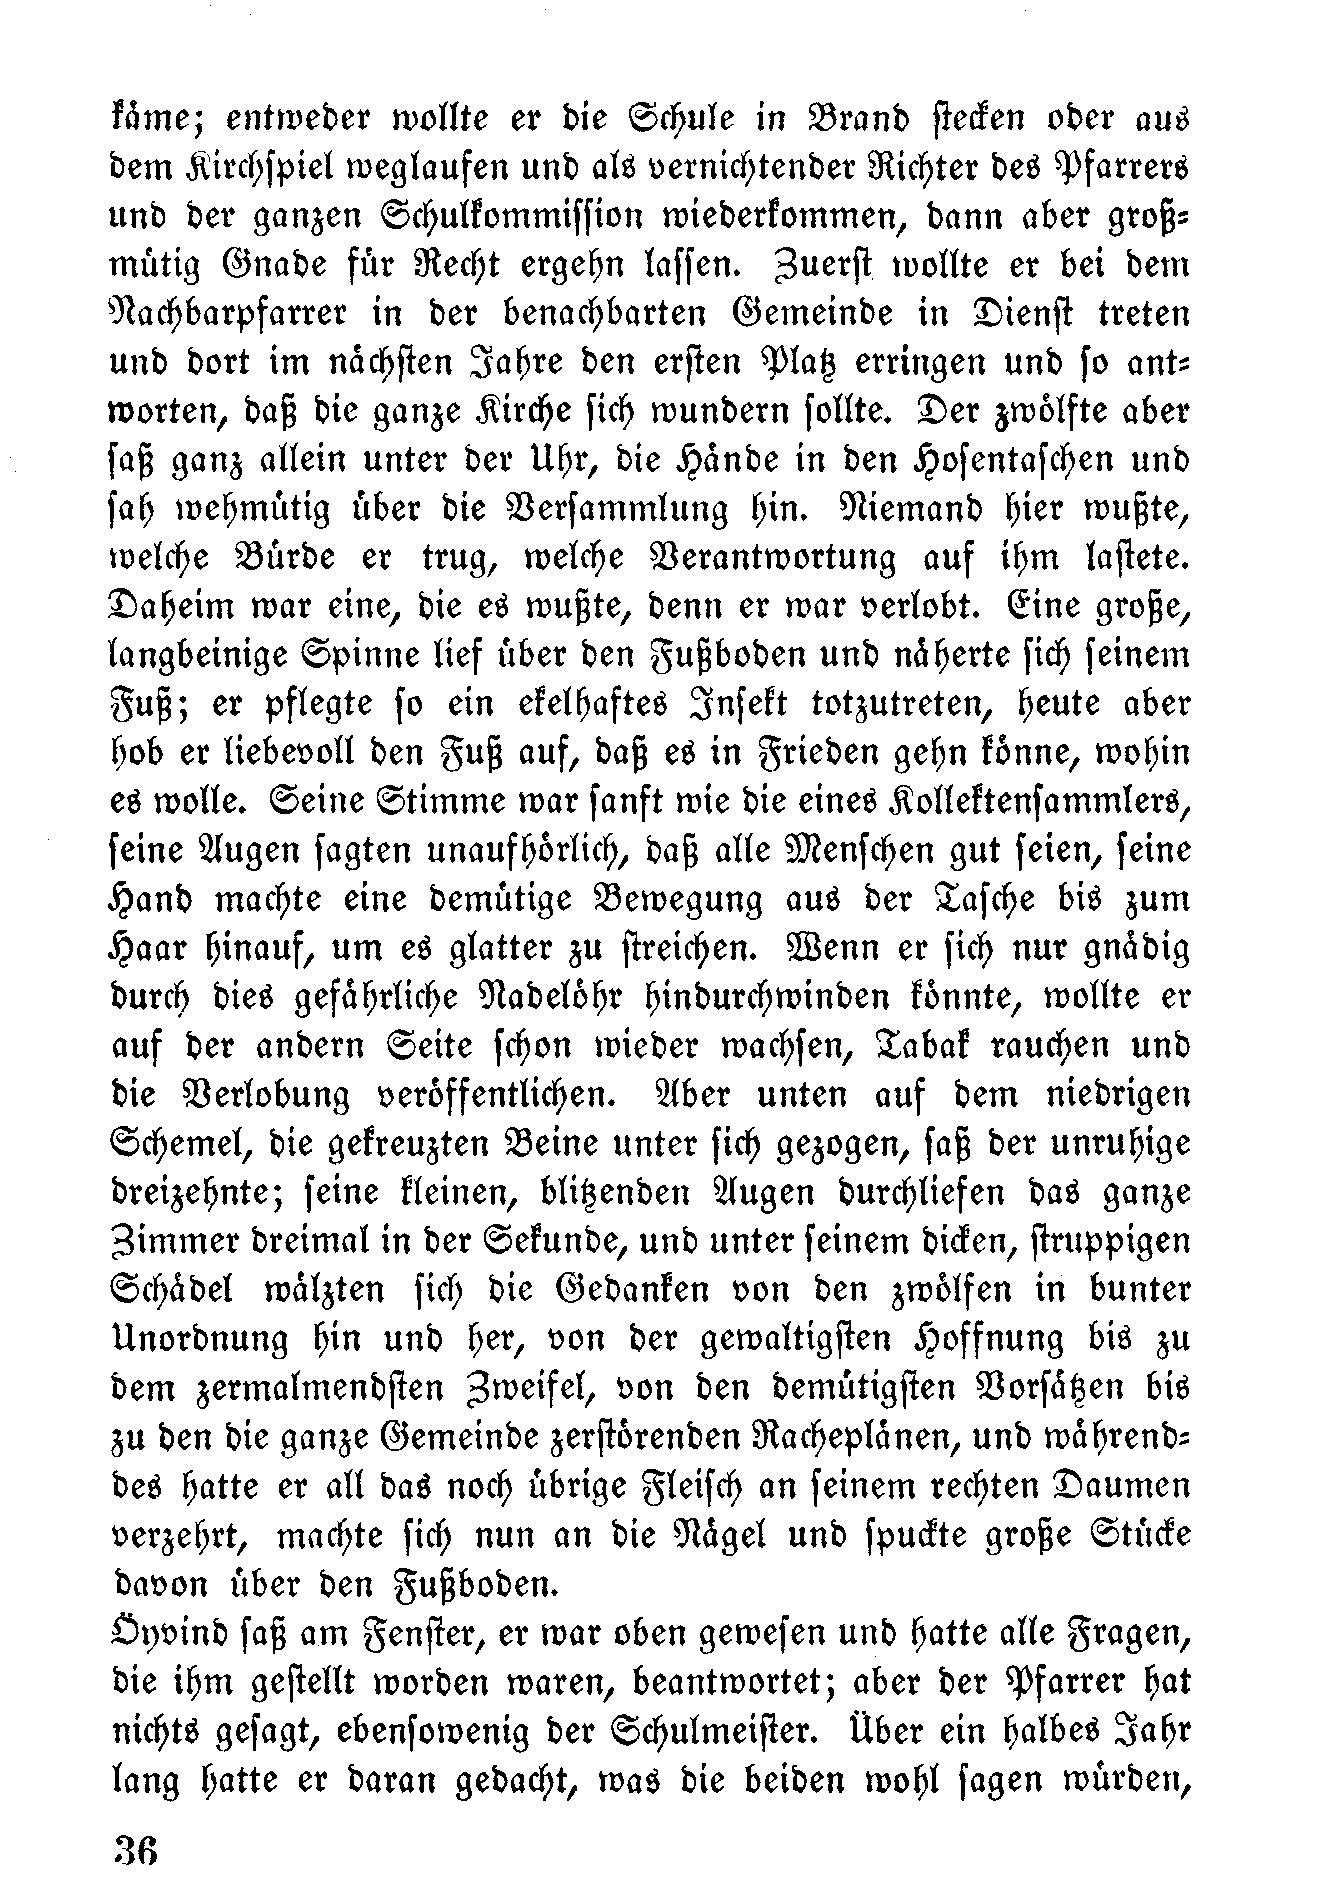 käme; entweder wollte er die Schule in Brand stecken oder aus
dem Kirchspiel weglaufen und als vernichtender Richter des Pfarrers
und der ganzen Schulkommission wiederkommen, dann aber groß-
mütig Gnade für Recht ergehn lassen. Zuerst wollte er bei dem
Nachbarpfarrer in der benachbarten Gemeinde in Dienst treten
und dort im nächsten Jahre den ersten Platz erringen und so ant-
worten, daß die ganze Kirche sich wundern sollte. Der zwölfte aber
saß ganz allein unter der Uhr, die Hände in den Hosentaschen und
sah wehmütig über die Versammlung hin. Niemand hier wußte,
welche Bürde er trug, welche Verantwortung auf ihm lastete.
Daheim war eine, die es wußte, denn er war verlobt. Eine große,
langbeinige Spinne lief über den Fußboden und näherte sich seinem
Fuß; er pflegte so ein ekelhaftes Insekt totzutreten, heute aber
hob er liebevoll den Fuß auf, daß es in Frieden gehn könne, wohin
es wolle. Seine Stimme war sanft wie die eines Kollektensammlers,
seine Augen sagten unaufhörlich, daß alle Menschen gut seien, seine
Hand machte eine demütige Bewegung aus der Tasche bis zum
Haar hinauf, um es glatter zu streichen. Wenn er sich nur gnädig
durch dies gefährliche Nadelöhr hindurchwinden könnte, wollte er
auf der andern Seite schon wieder wachsen, Tabak rauchen und
die Verlobung veröffentlichen. Aber unten auf dem niedrigen
Schemel, die gekreuzten Beine unter sich gezogen, saß der unruhige
dreizehnte; seine kleinen, blitzenden Augen durchliefen das ganze
Zimmer dreimal in der Sekunde, und unter seinem dicken, struppigen
Schädel wälzten sich die Gedanken von den zwölfen in bunter
Unordnung hin und her, von der gewaltigsten Hoffnung bis zu
dem zermalmendsten Zweifel, von den demütigsten Vorsätzen bis
zu den die ganze Gemeinde zerstörenden Racheplänen, und während-
des hatte er all das noch übrige Fleisch an seinem rechten Daumen
verzehrt, machte sich nun an die Nägel und spuckte große Stücke
davon über den Fußboden.
Öyvind saß am Fenster, er war oben gewesen und hatte alle Fragen,
die ihm gestellt worden waren, beantwortet; aber der Pfarrer hat
nichts gesagt, ebensowenig der Schulmeister. Über ein halbes Jahr
lang hatte er daran gedacht, was die beiden wohl sagen würden,
36